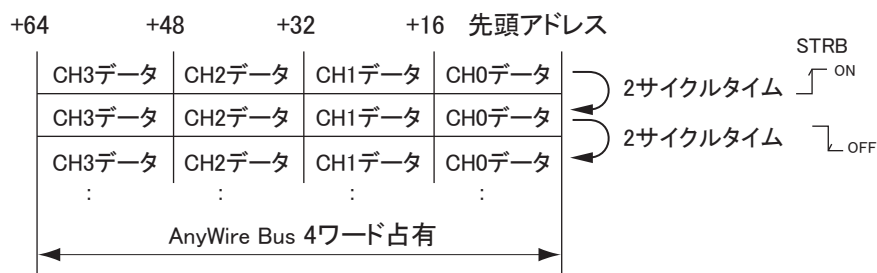 +64 +48 +32 +16 先頭アドレス
STRB
CH3データ CH2データ CH1データ CH0データ 2サイクルタイム ON
CH3データ CH2データ CH1データ CH0データ 2サイクルタイム OFF
CH3データ CH2データ CH1データ CH0データ
: : : :
AnyWire Bus 4ワード占有